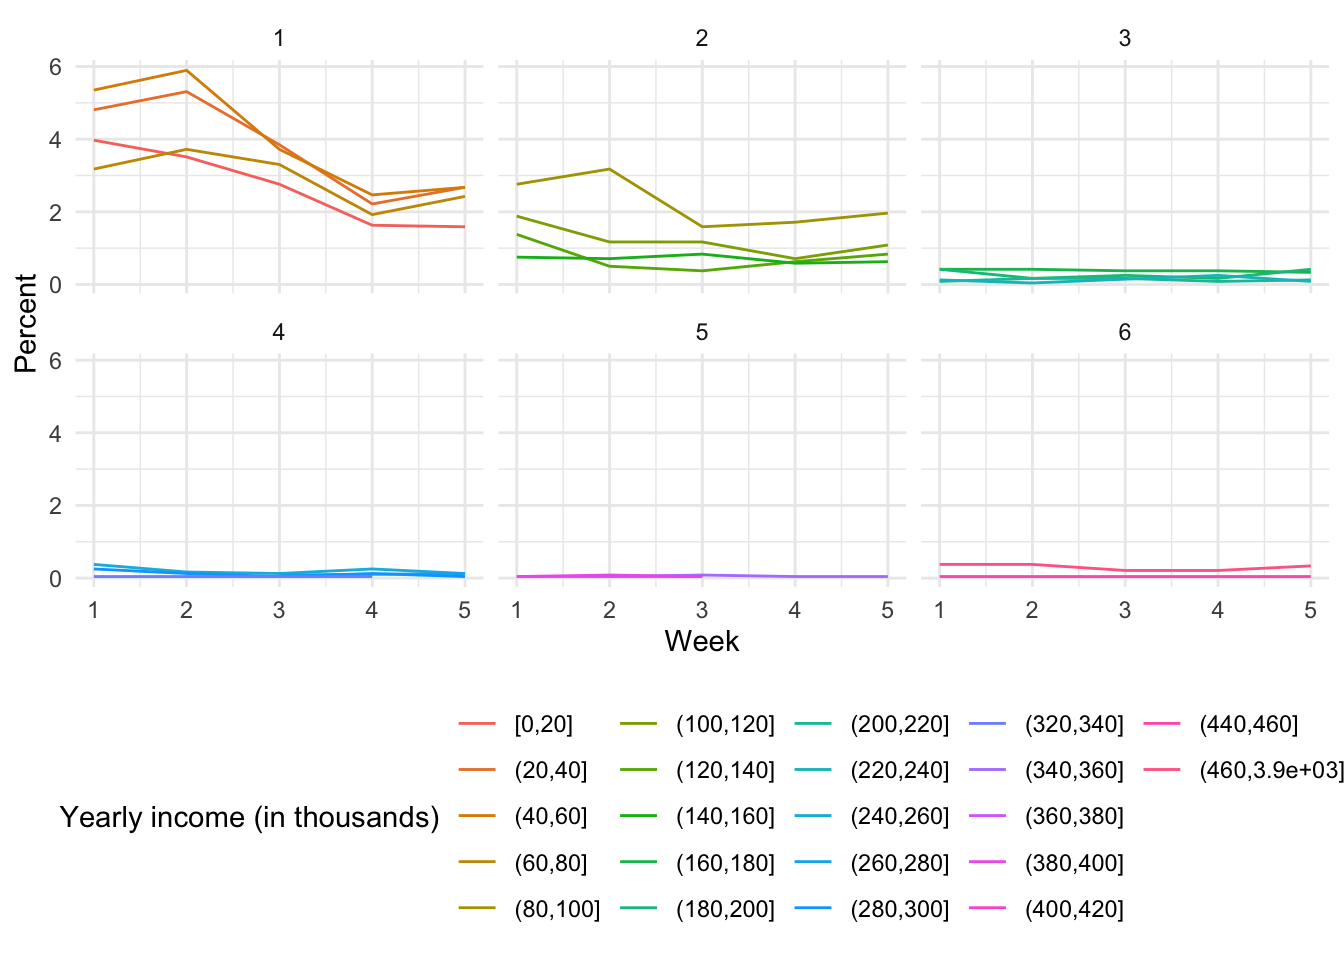 1 2 3
6
4
2
0
4 5 6
6
4
2
0
1 2 3 4 5 1 2 3 4 5 1 2 3 4 5
Percent
Week
Yearly income (in thousands)
[0,20] (100,120] (200,220] (320,340] (440,460]
(20,40] (120,140] (220,240] (340,360] (460,3.9e+03]
(40,60] (140,160] (240,260] (360,380]
(60,80] (160,180] (260,280] (380,400]
(80,100] (180,200] (280,300] (400,420]